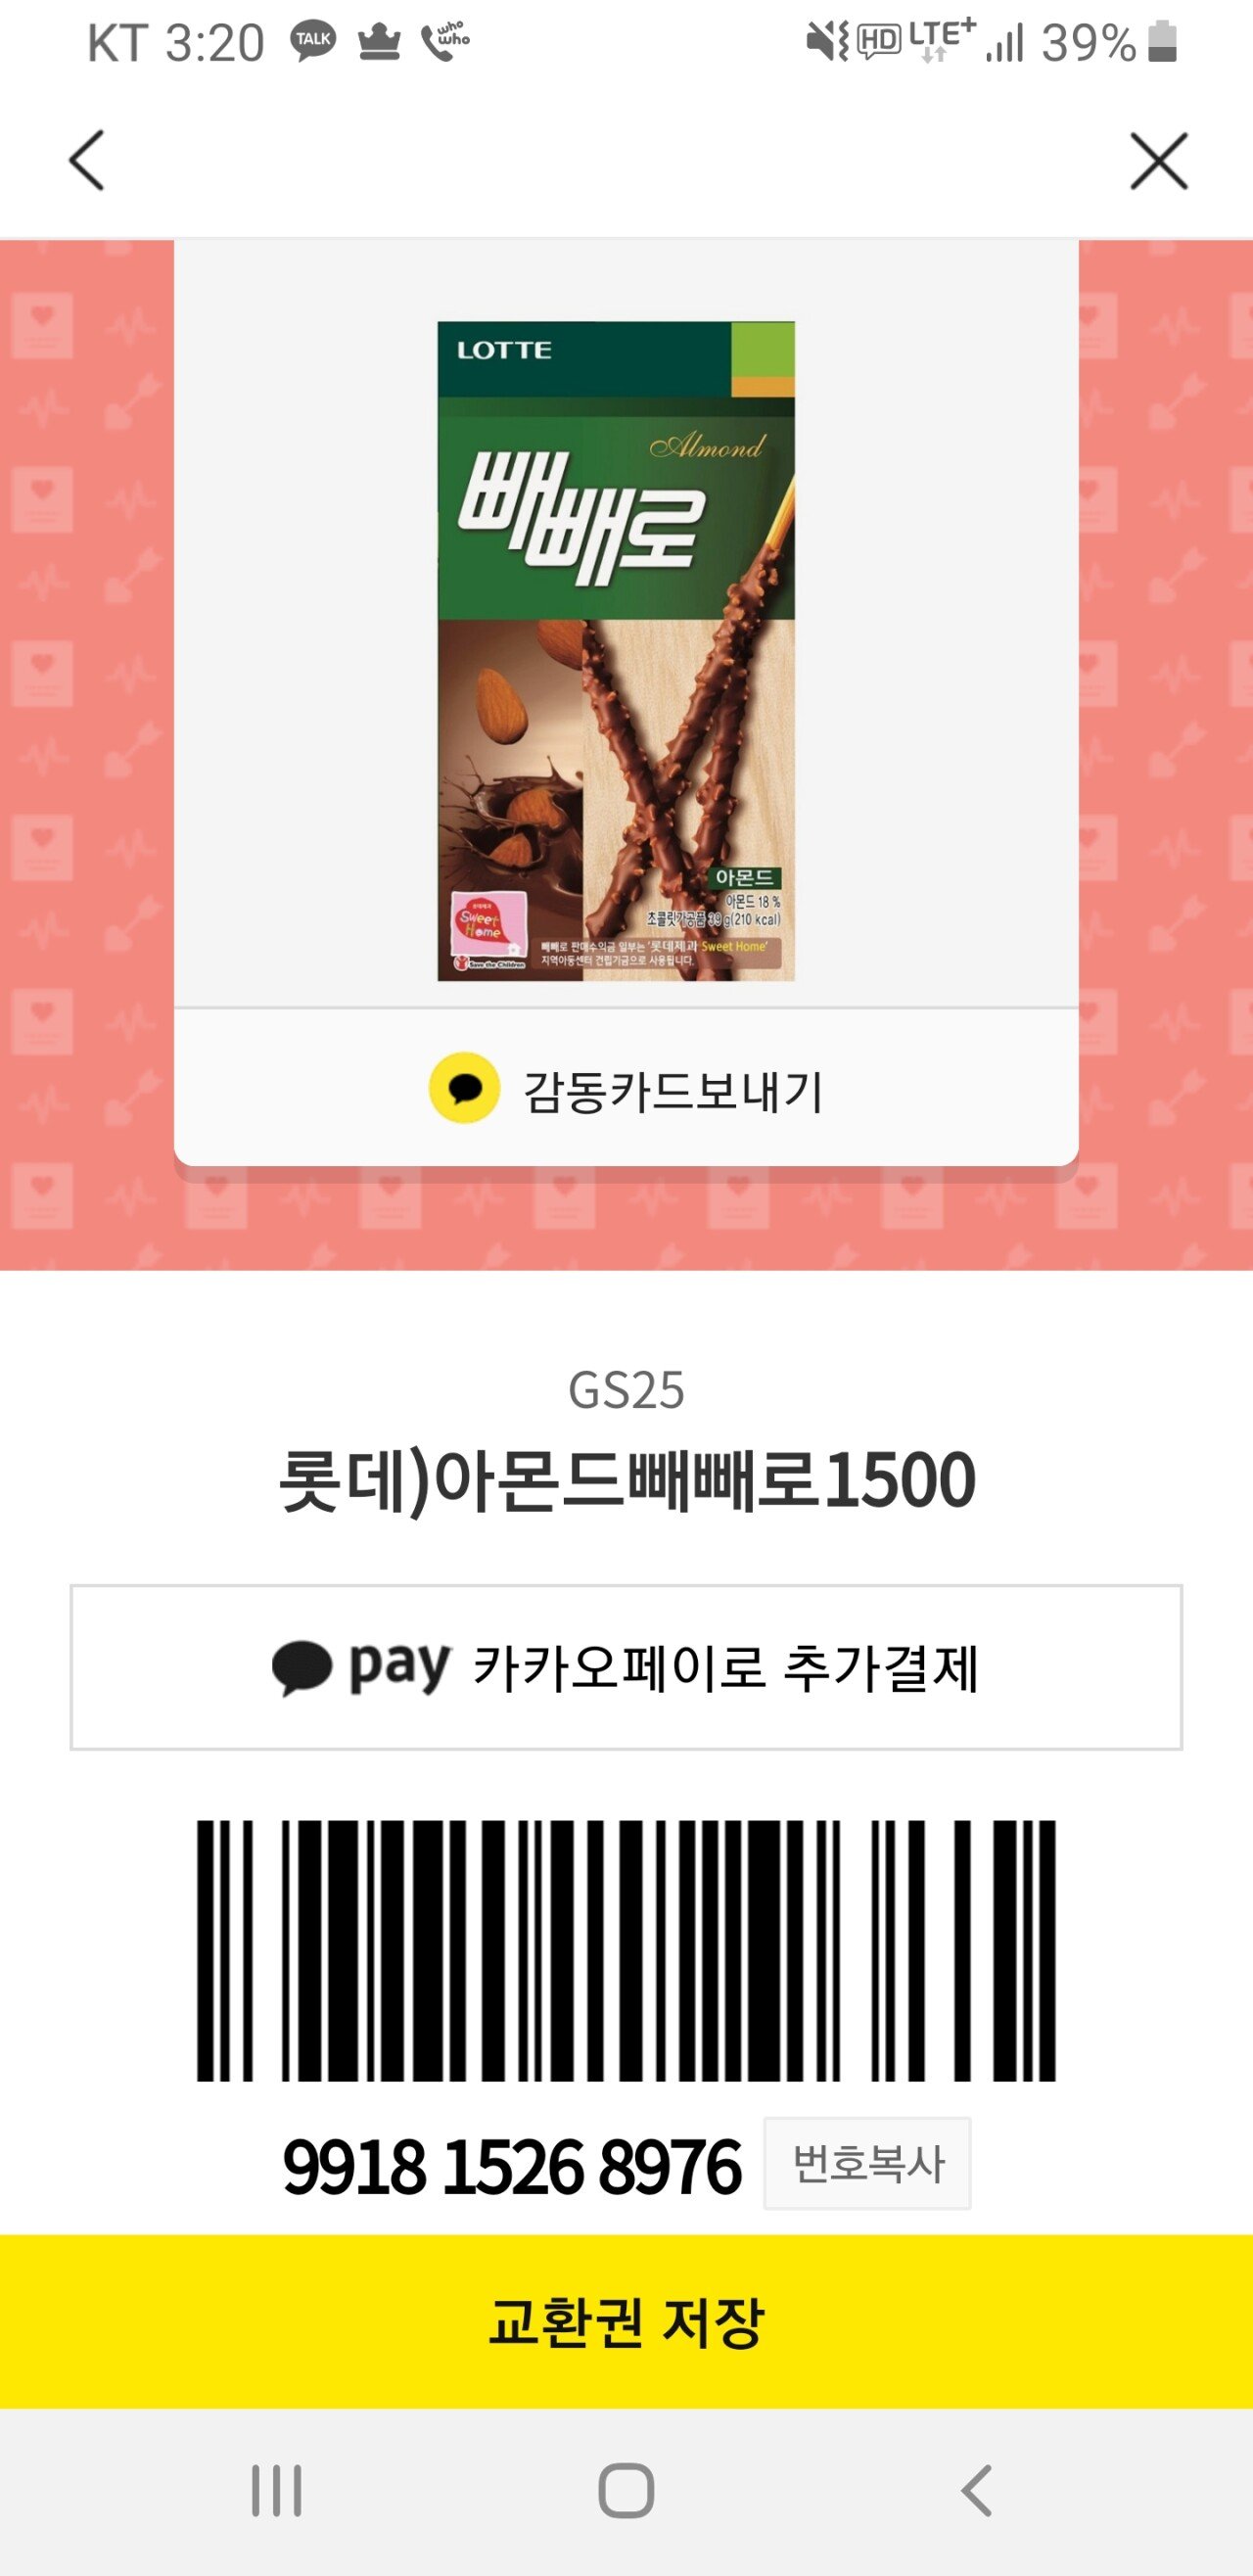 KT 3:20 TALK who who HD LTE+ 39%
LOTTE
Almond
빼빼로
아몬드
아몬드 18 %
초콜릿가공품 39 g(210 kcal)
롯데제과
Sweet
Home
Save the Children
빼빼로 판매수익금 일부는 '롯데제과 Sweet Home'
지역아동센터 건립기금으로 사용됩니다.
감동카드보내기
GS25
롯데)아몬드빼빼로1500
pay 카카오페이로 추가결제
9918 1526 8976 번호복사
교환권 저장